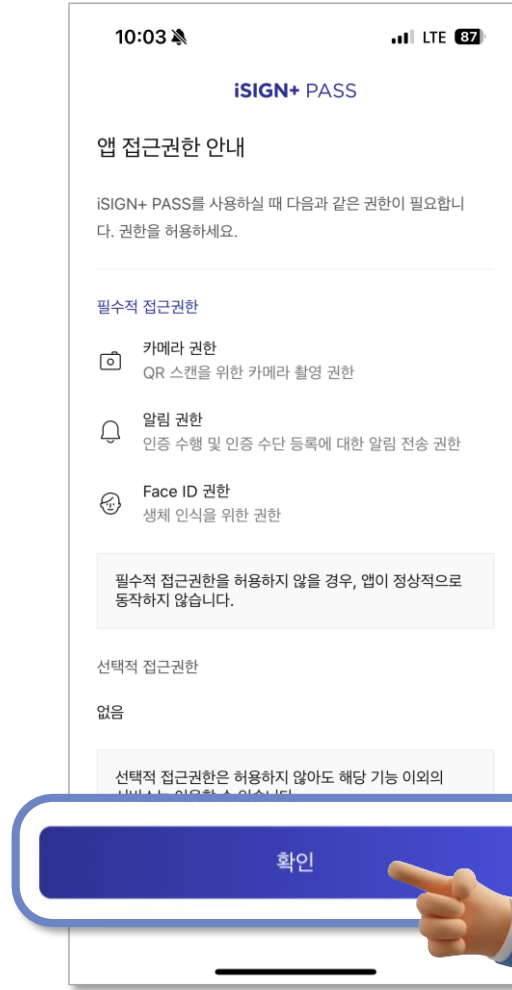 10:03
LTE 87
iSIGN+ PASS
앱 접근권한 안내
iSIGN+ PASS를 사용하실 때 다음과 같은 권한이 필요합니
다. 권한을 허용하세요.
필수적 접근권한
카메라 권한
QR 스캔을 위한 카메라 촬영 권한
알림 권한
인증 수행 및 인증 수단 등록에 대한 알림 전송 권한
Face ID 권한
생체 인식을 위한 권한
필수적 접근권한을 허용하지 않을 경우, 앱이 정상적으로
동작하지 않습니다.
선택적 접근권한
없음
선택적 접근권한은 허용하지 않아도 해당 기능 이외의
확인